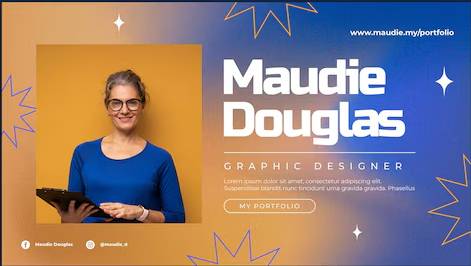 www.maudie.my/portfolio
Maudie
Douglas
GRAPHIC DESIGNER
Lorem ipsum dolor sit amet, consectetur adipiscing elit.
Suspendisse blandit nunc tincidunt urna gravida gravida. Phasellus
MY PORTFOLIO
Maudie Douglas